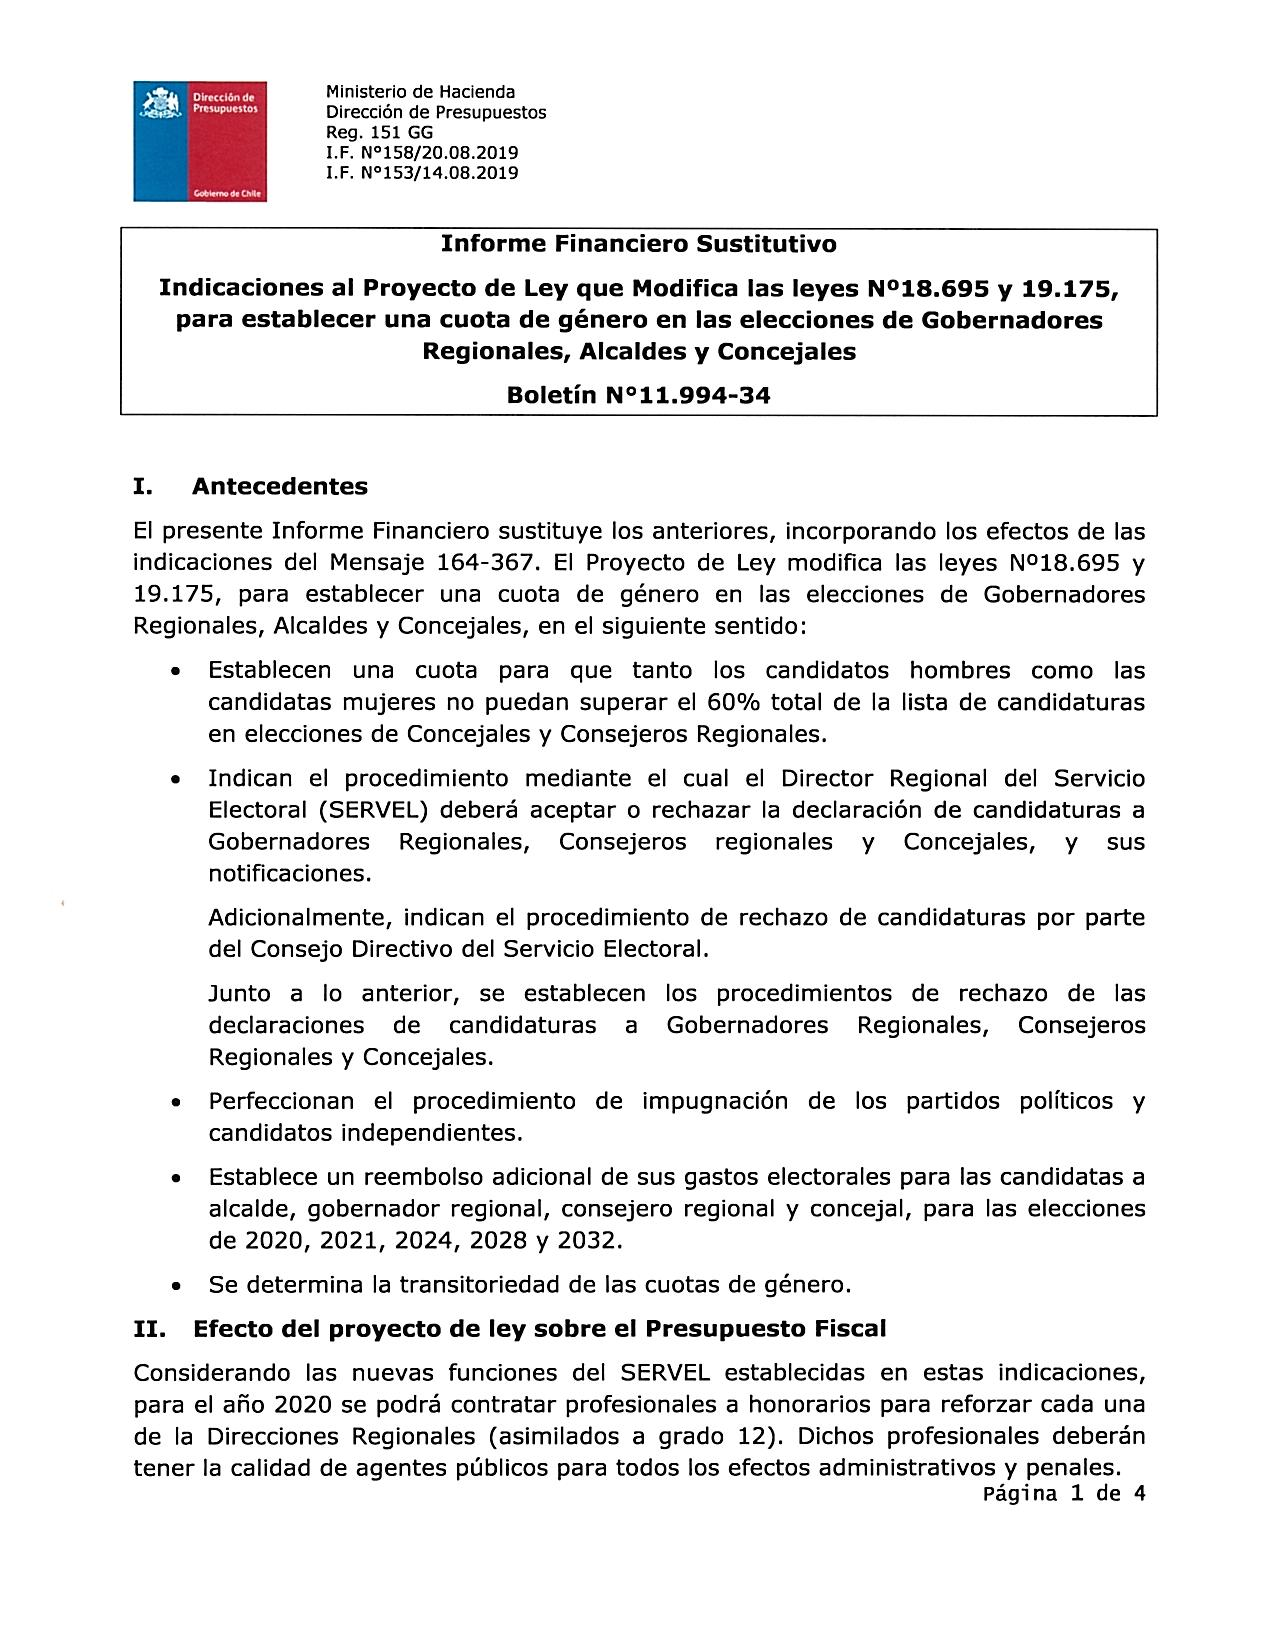 Dirección de
Presupuestos
Gobierno de Chile
Ministerio de Hacienda
Dirección de Presupuestos
Reg. 151 GG
I.F. N°158/20.08.2019
I.F. N°153/14.08.2019
Informe Financiero Sustitutivo
Indicaciones al Proyecto de Ley que Modifica las leyes Nº18.695 y 19.175,
para establecer una cuota de género en las elecciones de Gobernadores
Regionales, Alcaldes y Concejales
Boletín N°11.994-34
I. Antecedentes
El presente Informe Financiero sustituye los anteriores, incorporando los efectos de las
indicaciones del Mensaje 164-367. El Proyecto de Ley modifica las leyes Nº18.695 y
19.175, para establecer una cuota de género en las elecciones de Gobernadores
Regionales, Alcaldes y Concejales, en el siguiente sentido:
• Establecen una cuota para que tanto los candidatos hombres como las
candidatas mujeres no puedan superar el 60% total de la lista de candidaturas
en elecciones de Concejales y Consejeros Regionales.
• Indican el procedimiento mediante el cual el Director Regional del Servicio
Electoral (SERVEL) deberá aceptar o rechazar la declaración de candidaturas a
Gobernadores Regionales, Consejeros regionales y Concejales, y sus
notificaciones.
Adicionalmente, indican el procedimiento de rechazo de candidaturas por parte
del Consejo Directivo del Servicio Electoral.
Junto a lo anterior, se establecen los procedimientos de rechazo de las
declaraciones de candidaturas a Gobernadores Regionales, Consejeros
Regionales y Concejales.
• Perfeccionan el procedimiento de impugnación de los partidos políticos y
candidatos independientes.
• Establece un reembolso adicional de sus gastos electorales para las candidatas a
alcalde, gobernador regional, consejero regional y concejal, para las elecciones
de 2020, 2021, 2024, 2028 y 2032.
• Se determina la transitoriedad de las cuotas de género.
II. Efecto del proyecto de ley sobre el Presupuesto Fiscal
Considerando las nuevas funciones del SERVEL establecidas en estas indicaciones,
para el año 2020 se podrá contratar profesionales a honorarios para reforzar cada una
de la Direcciones Regionales (asimilados a grado 12). Dichos profesionales deberán
tener la calidad de agentes públicos para todos los efectos administrativos y penales.
Página 1 de 4